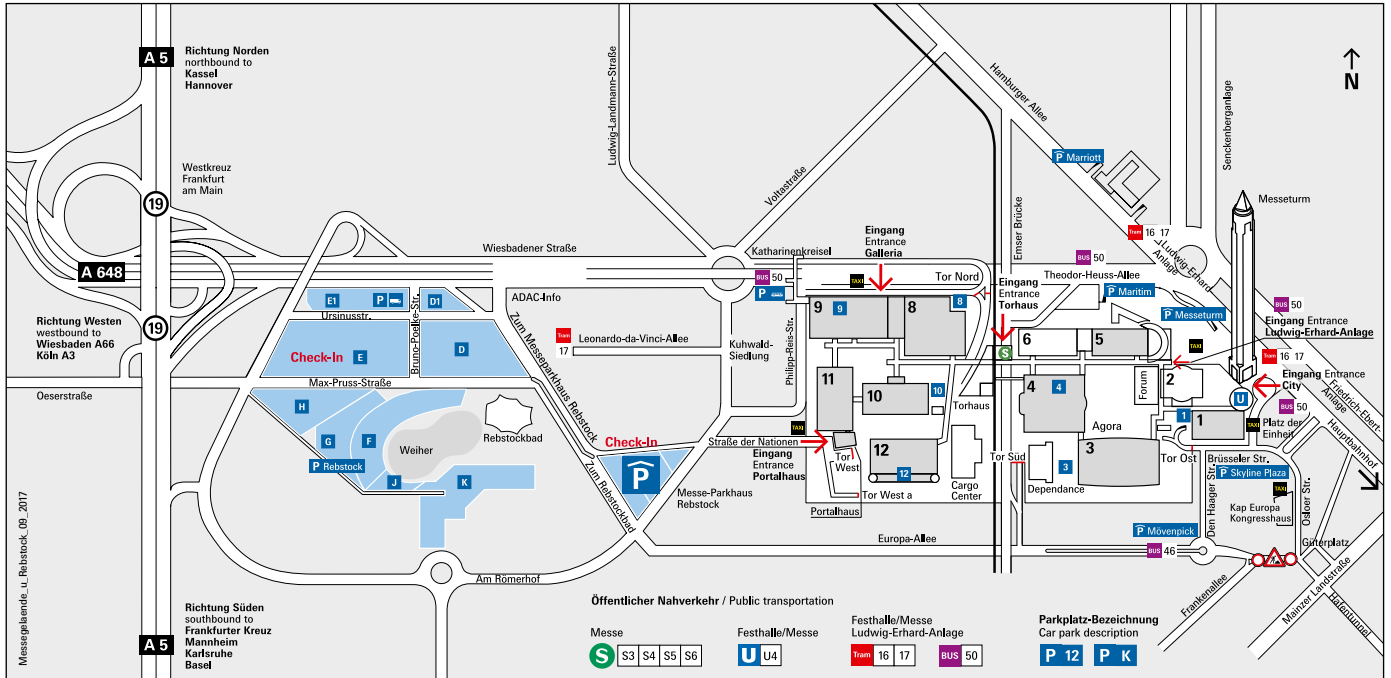 A 5
Richtung Norden
northbound to
Kassel
Hannover
Westkreuz
Frankfurt
am Main
19
A 648
19
Richtung Westen
westbound to
Wiesbaden A66
Köln A3
Oeserstraße
A 5
Richtung Süden
southbound to
Frankfurter Kreuz
Mannheim
Karlsruhe
Basel
Messegelaende_u_Rebstock_09_2017
Ludwig-Landmann-Straße
Voltastraße
Hamburger Allee
Senckenberganlage
N
Emser Brücke
P Marriott
Messeturm
Tram 16 17
Ludwig-Erhard
Anlage
Wiesbadener Straße
Katharinenkreisel
BUS 50
P
Eingang
Entrance
Galleria
TAXI
Tor Nord
Eingang
Entrance
Torhaus
BUS 50
Theodor-Heuss-Allee
P Maritim
P Messeturm
BUS 50
Eingang Entrance
Ludwig-Erhard-Anlage
TAXI
Tram 16 17
Eingang Entrance
City
U
BUS 50
Friedrich-Ebert-
Anlage
Hauptbahnhof
E1
P
D1
Ursinusstr.
Bruno-Poelke-Str.
ADAC-Info
Check-In
E
D
Max-Pruss-Straße
H
G
F
P Rebstock
J
K
Weiher
Rebstockbad
Zum Messeparkhaus Rebstock
Zum Rebstockbad
Tram
17
Leonardo-da-Vinci-Allee
Kuhwald-
Siedlung
Philipp-Reis-Str.
Check-In
P
Messe-Parkhaus
Rebstock
Am Römerhof
9
9
8
8
S
6
5
11
10
10
Torhaus
4
4
Forum
2
Agora
1
1
TAXI
Platz der
Einheit
TAXI
Straße der Nationen
Eingang
Entrance
Portalhaus
Tor
West
12
12
Tor West a
Portalhaus
Cargo
Center
Tor Süd
3
3
Dependance
Tor Ost
Brüsseler Str.
P Skyline Plaza
Den Haager Str.
TAXI
Kap Europa
Kongresshaus
Osloer Str.
P Mövenpick
Europa-Allee
BUS 46
Güterplatz
Frankenallee
Mainzer Landstraße
Hafentunnel
Öffentlicher Nahverkehr / Public transportation
Messe
S S3 S4 S5 S6
Festhalle/Messe
U U4
Festhalle/Messe
Ludwig-Erhard-Anlage
Tram 16 17
BUS 50
Parkplatz-Bezeichnung
Car park description
P 12 P K